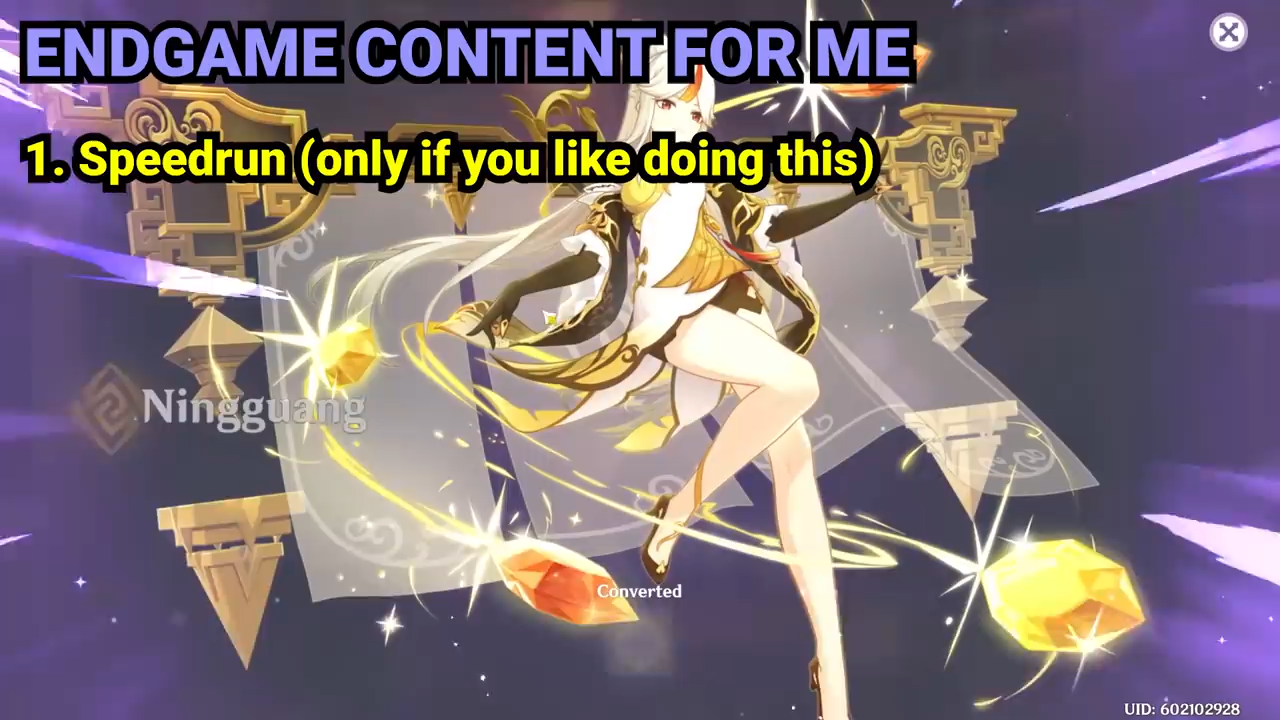 ENDGAME CONTENT FOR ME
1. Speedrun (only if you like doing this)
Ningguang
Converted
UID: 602102928